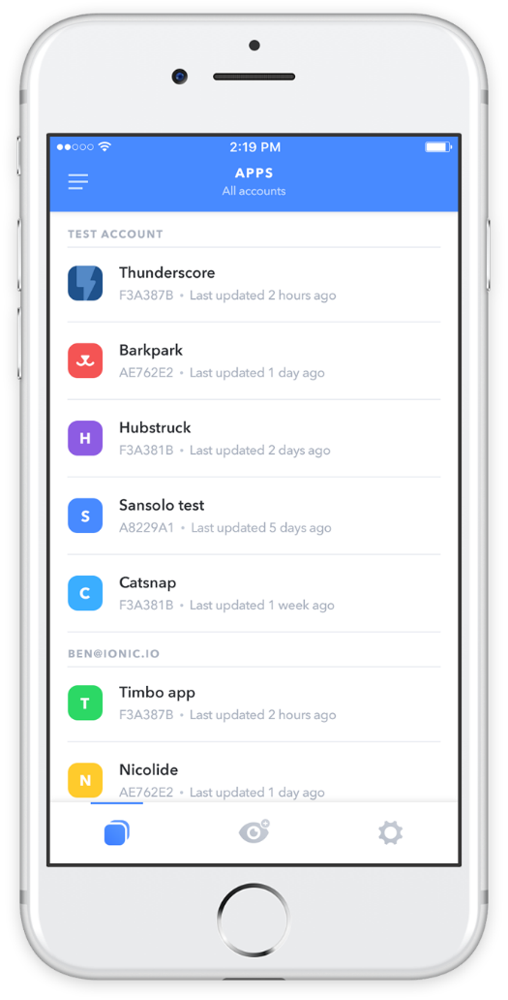 2:19 PM
APPS
All accounts
TEST ACCOUNT
Thunderscore
F3A387B • Last updated 2 hours ago
Barkpark
AE762E2 • Last updated 1 day ago
H
Hubstruck
F3A381B • Last updated 2 days ago
S
Sansolo test
A8229A1 • Last updated 5 days ago
C
Catsnap
F3A381B • Last updated 1 week ago
BEN@IONIC.IO
T
Timbo app
F3A387B • Last updated 2 hours ago
N
Nicolide
AE762E2 • Last updated 1 day ago